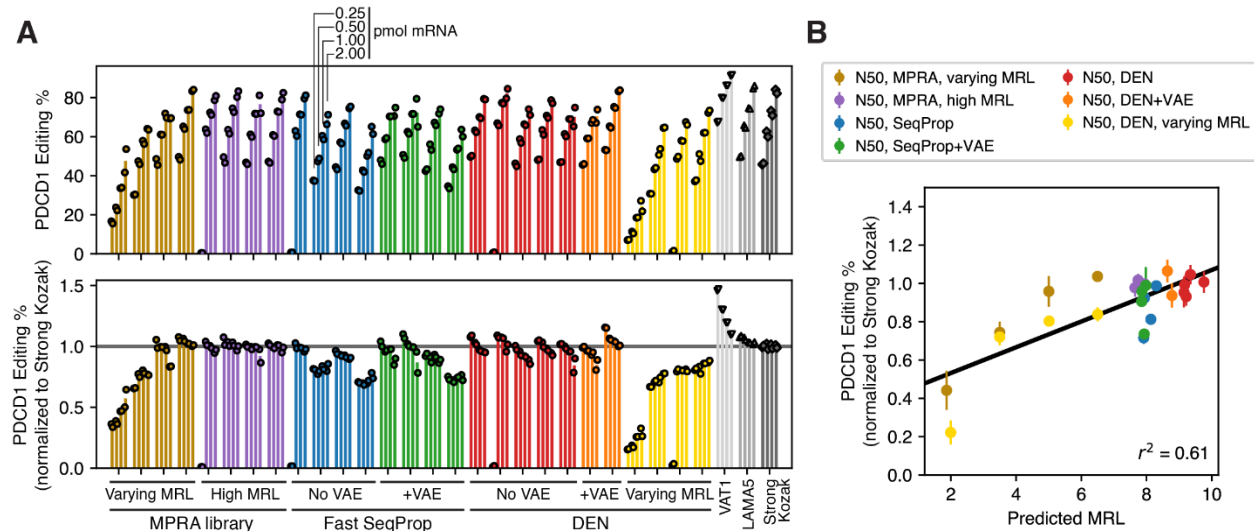 A
0.25
0.50
1.00
2.00
pmol mRNA
PDCD1 Editing %
80
60
40
20
0
PDCD1 Editing %
(normalized to Strong Kozak)
1.5
1.0
0.5
0.0
Varying MRL
High MRL
No VAE
+VAE
No VAE
+VAE
Varying MRL
VAT1
LAMA5
Strong
Kozak
MPRA library
Fast SeqProp
DEN
B
N50, MPRA, varying MRL
N50, MPRA, high MRL
N50, SeqProp
N50, SeqProp+VAE
N50, DEN
N50, DEN+VAE
N50, DEN, varying MRL
PDCD1 Editing %
(normalized to Strong Kozak)
1.4
1.2
1.0
0.8
0.6
0.4
0.2
0.0
r² = 0.61
2
4
6
8
10
Predicted MRL